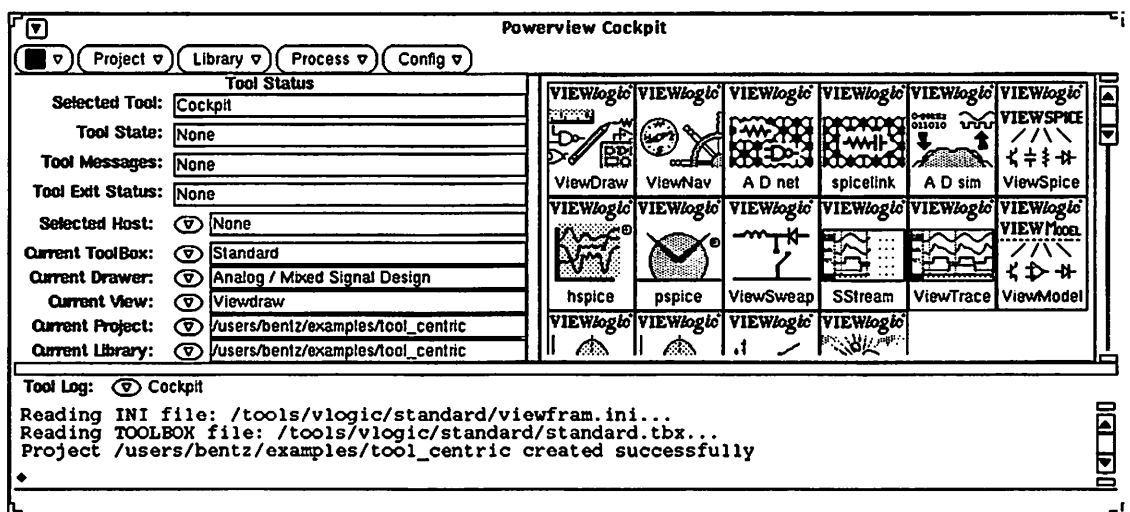 Powerview Cockpit
Project Library Process Config
Tool Status
Selected Tool: Cockpit
Tool State: None
Tool Messages: None
Tool Exit Status: None
Selected Host: None
Current ToolBox: Standard
Current Drawer: Analog / Mixed Signal Design
Current View: Viewdraw
Current Project: /users/bentz/examples/tool_centric
Current Library: /users/bentz/examples/tool_centric
VIEWlogic VIEWlogic VIEWlogic VIEWlogic VIEWlogic VIEWlogic
011010 VIEWSPICE
ViewDraw ViewNav A D net spicelink A D sim ViewSpice
VIEWlogic VIEWlogic VIEWlogic VIEWlogic VIEWlogic VIEWlogic
VIEWMODEL
hspice pspice ViewSweap SStream ViewTrace ViewModel
VIEWlogic VIEWlogic VIEWlogic VIEWlogic
Tool Log: Cockpit
Reading INI file: /tools/vlogic/standard/viewfram.ini...
Reading TOOLBOX file: /tools/vlogic/standard/standard.tbx...
Project /users/bentz/examples/tool_centric created successfully